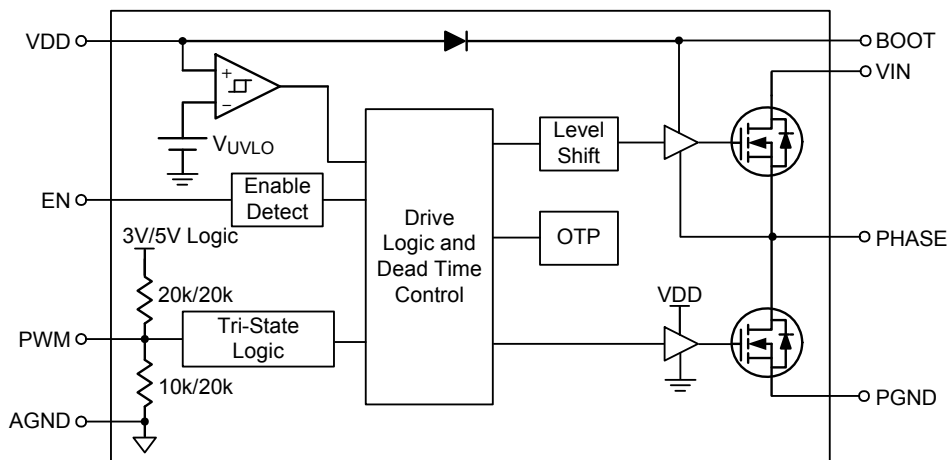 VDD
BOOT
VIN
+
−
VUVLO
Level
Shift
EN
Enable
Detect
3V/5V Logic
Drive
Logic and
Dead Time
Control
OTP
PHASE
20k/20k
VDD
PWM
Tri-State
Logic
10k/20k
AGND
PGND